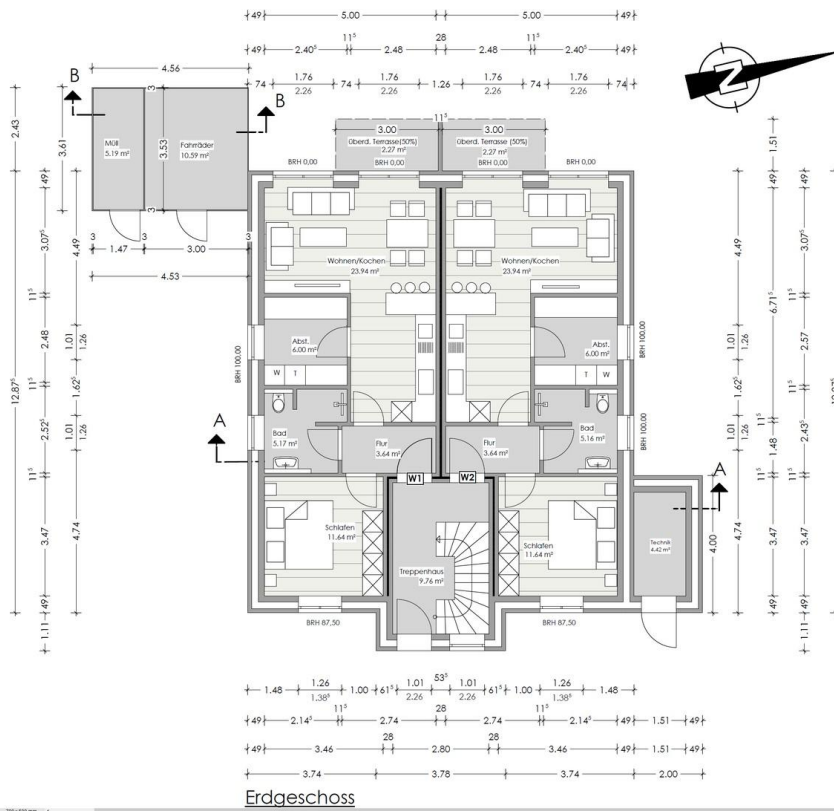 49 5.00 5.00 49
11⁵ 28 11⁵
49 2.40⁵ 2.48 2.48 2.40⁵ 49
74 1.76 74 1.76 1.26 1.76 74 1.76 74
2.26 2.26 2.26 2.26
4.56
B
B
N
3
Müll
5.19 m²
3.53
Fahrräder
10.59 m²
3
3 3
1.47 3.00
4.53
2.43
3.61
11⁵
3.00 3.00
überd. Terrasse(50%)
2.27 m²
überd. Terrasse(50%)
2.27 m²
BRH 0,00 BRH 0,00 BRH 0,00 BRH 0,00
Wohnen/Kochen
23.94 m²
Wohnen/Kochen
23.94 m²
Abst.
6.00 m²
Abst.
6.00 m²
W T
T W
BRH 100,00
BRH 100,00
BRH 100,00
Bad
5.17 m²
Flur
3.64 m²
Flur
3.64 m²
Bad
5.16 m²
W1 W2
A
A
Schlafen
11.64 m²
Treppenhaus
9.76 m²
Schlafen
11.64 m²
Technik
4.42 m²
4.00
BRH 87,50 BRH 87,50
12.87⁵
49
3.07⁵
11⁵
2.48
11⁵
2.52⁵
11⁵
3.47
49
1.11
4.49
1.01
1.26
1.62⁵
1.01
1.26
4.74
4.49
1.01
1.26
1.62⁵
1.01
1.26
4.74
1.51
49
6.71⁵
11⁵
1.48
11⁵
3.47
49
1.11
49
3.07⁵
11⁵
2.57
11⁵
2.43⁵
11⁵
3.47
49
1.48 1.26 1.00 61⁵ 1.01 53⁵ 1.01 61⁵ 1.00 1.26 1.48
1.38⁵ 2.26 2.26 1.38⁵
11⁵ 28 11⁵
49 2.14⁵ 2.74 2.74 2.14⁵ 49 1.51 49
28 28
49 3.46 2.80 3.46 49 1.51 49
3.74 3.78 3.74 2.00
Erdgeschoss